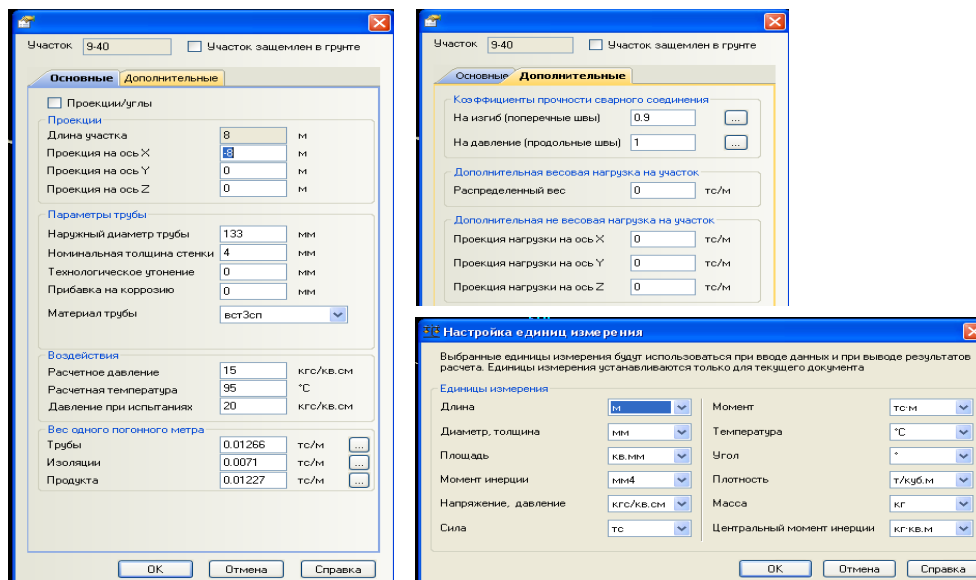 Участок 9-40 Участок защемлен в грунте
Основные Дополнительные
Проекции/углы
Проекции
Длина участка 8 м
Проекция на ось X -8 м
Проекция на ось Y 0 м
Проекция на ось Z 0 м
Параметры трубы
Наружный диаметр трубы 133 мм
Номинальная толщина стенки 4 мм
Технологическое утонение 0 мм
Прибавка на коррозию 0 мм
Материал трубы вст3сп
Воздействия
Расчетное давление 15 кгс/кв.см
Расчетная температура 95 °C
Давление при испытаниях 20 кгс/кв.см
Вес одного погонного метра
Трубы 0.01266 тс/м ...
Изоляции 0.0071 тс/м ...
Продукта 0.01227 тс/м ...
OK Отмена Справка
Участок 9-40 Участок защемлен в грунте
Основные Дополнительные
Коэффициенты прочности сварного соединения
На изгиб (поперечные швы) 0.9 ...
На давление (продольные швы) 1 ...
Дополнительная весовая нагрузка на участок
Распределенный вес 0 тс/м
Дополнительная не весовая нагрузка на участок
Проекция нагрузки на ось X 0 тс/м
Проекция нагрузки на ось Y 0 тс/м
Проекция нагрузки на ось Z 0 тс/м
Настройка единиц измерения
Выбранные единицы измерения будут использоваться при вводе данных и при выводе результатов
расчета. Единицы измерения устанавливаются только для текущего документа
Единицы измерения
Длина м Момент тс·м
Диаметр, толщина мм Температура °C
Площадь кв.мм Угол °
Момент инерции мм4 Плотность т/куб.м
Напряжение, давление кгс/кв.см Масса кг
Сила тс Центральный момент инерции кг·кв.м
OK Отмена Справка